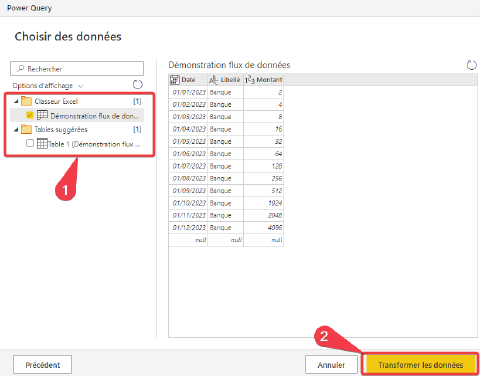 Power Query
Choisir des données
Rechercher
Options d'affichage
Classeur Excel [1]
Démonstration flux de don...
Tables suggérées [1]
Table 1 (Démonstration flux ...
1
Démonstration flux de données
Date Libellé 123 Montant
01/01/2023 Banque 2
01/02/2023 Banque 4
01/03/2023 Banque 8
01/04/2023 Banque 16
01/05/2023 Banque 32
01/06/2023 Banque 64
01/07/2023 Banque 128
01/08/2023 Banque 256
01/09/2023 Banque 512
01/10/2023 Banque 1024
01/11/2023 Banque 2048
01/12/2023 Banque 4096
null null null
2
Précédent Annuler Transformer les données